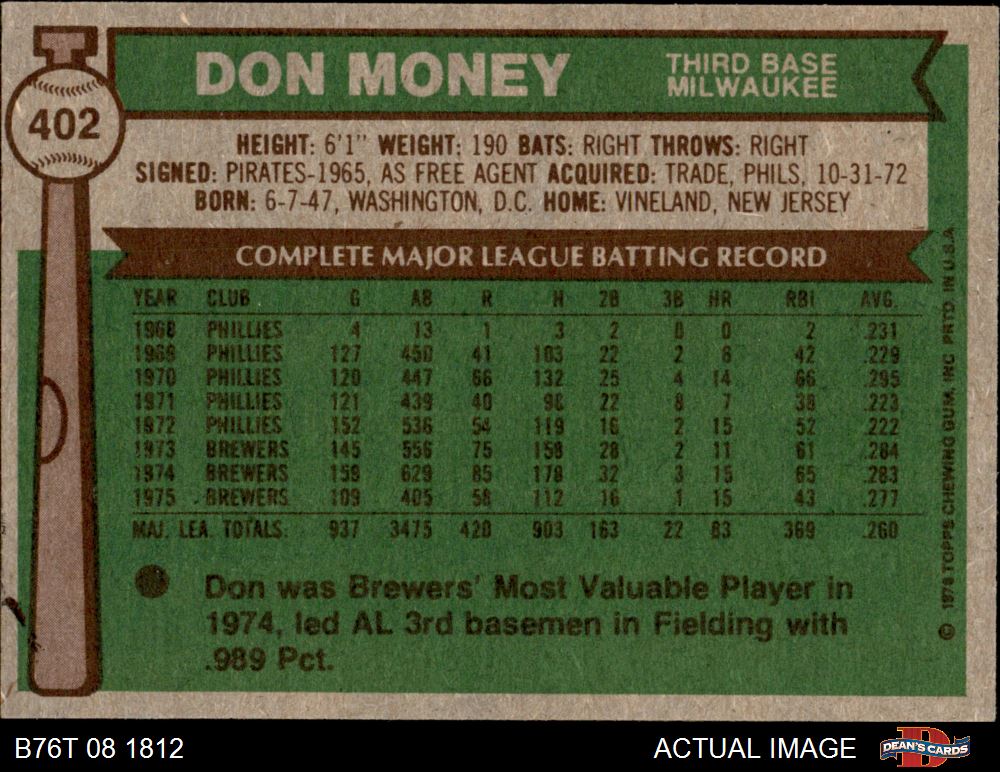 402
DON MONEY
THIRD BASE
MILWAUKEE
HEIGHT: 6'1" WEIGHT: 190 BATS: RIGHT THROWS: RIGHT
SIGNED: PIRATES-1965, AS FREE AGENT ACQUIRED: TRADE, PHILS, 10-31-72
BORN: 6-7-47, WASHINGTON, D.C. HOME: VINELAND, NEW JERSEY
COMPLETE MAJOR LEAGUE BATTING RECORD
YEAR CLUB G AB R H 2B 3B HR RBI AVG.
1968 PHILLIES 4 13 1 3 2 0 0 2 .231
1969 PHILLIES 127 450 41 103 22 2 6 42 .229
1970 PHILLIES 120 447 66 132 25 4 14 66 .295
1971 PHILLIES 121 439 40 98 22 8 7 38 .223
1972 PHILLIES 152 536 54 119 16 2 15 52 .222
1973 BREWERS 145 556 75 158 28 2 11 61 .284
1974 BREWERS 159 629 85 178 32 3 15 65 .283
1975 BREWERS 109 405 58 112 16 1 15 43 .277
MAJ. LEA. TOTALS: 937 3475 420 903 163 22 83 369 .260
Don was Brewers' Most Valuable Player in
1974, led AL 3rd basemen in Fielding with
.989 Pct.
© 1976 TOPPS CHEWING GUM, INC PRTD. IN U.S.A.
B76T 08 1812
ACTUAL IMAGE
DEAN'S CARDS